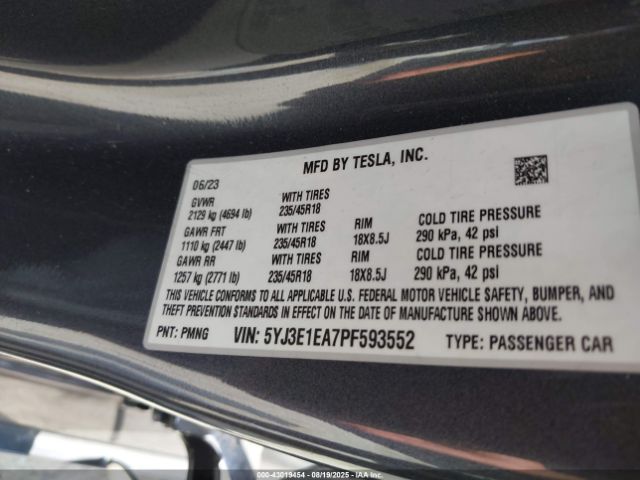 MFD BY TESLA, INC.
06/23
GVWR WITH TIRES
2129 kg (4694 lb) 235/45R18
GAWR FRT WITH TIRES RIM COLD TIRE PRESSURE
1110 kg (2447 lb) 235/45R18 18X8.5J 290 kPa, 42 psi
GAWR RR WITH TIRES RIM COLD TIRE PRESSURE
1257 kg (2771 lb) 235/45R18 18X8.5J 290 kPa, 42 psi
THIS VEHICLE CONFORMS TO ALL APPLICABLE U.S. FEDERAL MOTOR VEHICLE SAFETY, BUMPER, AND
THEFT PREVENTION STANDARDS IN EFFECT ON THE DATE OF MANUFACTURE SHOWN ABOVE.
PNT: PMNG VIN: 5YJ3E1EA7PF593552 TYPE: PASSENGER CAR
000-43019454 - 08/19/2025 - IAAI.COM